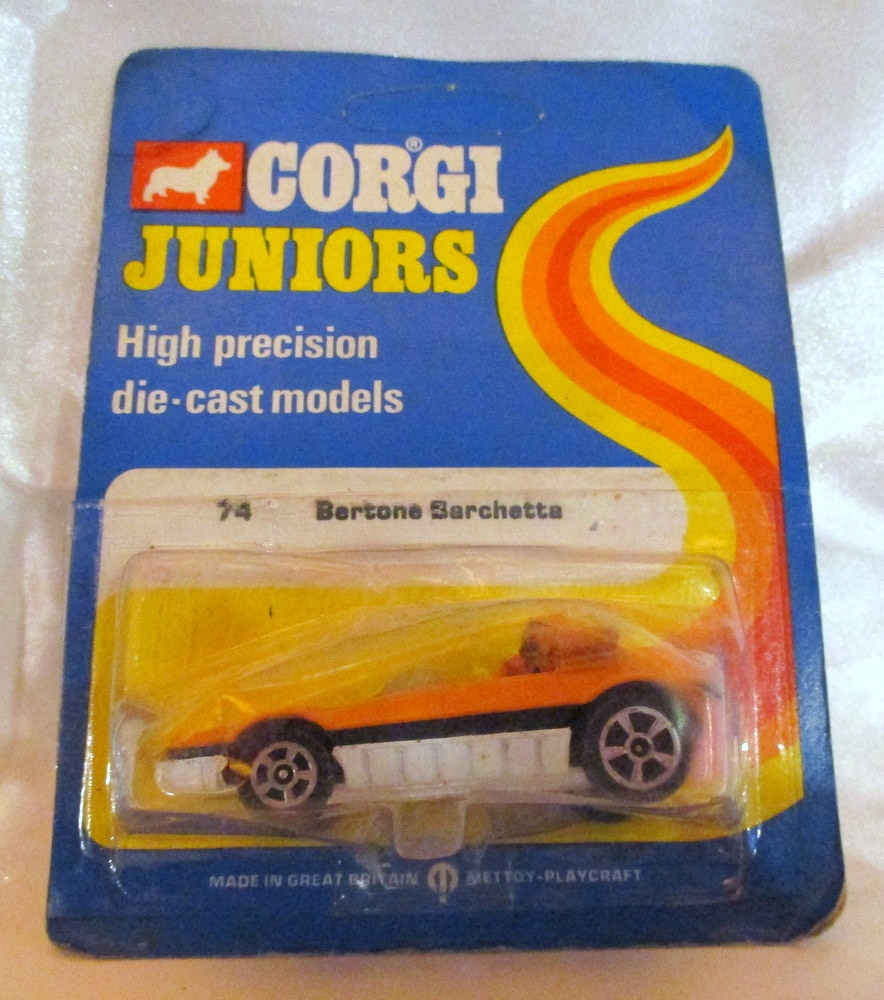 CORGI®
JUNIORS
High precision
die-cast models
74 Bertone Barchetta
MADE IN GREAT BRITAIN METTOY-PLAYCRAFT